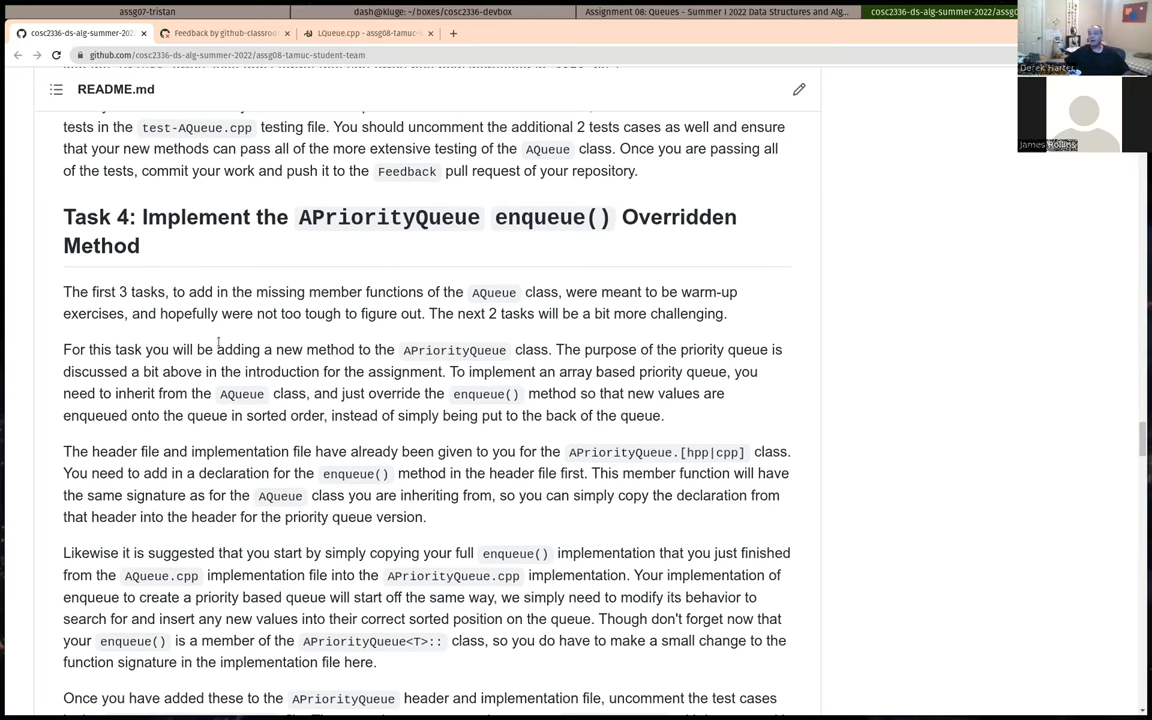 assg07-tristan
dash@kluge: ~/boxes/cosc2336-devbox
Assignment 08: Queues - Summer I 2022 Data Structures and Alg...
cosc2336-ds-alg-summer-2022/assg0
cosc2336-ds-alg-summer-202
Feedback by github-classroo
LQueue.cpp - assg08-tamuc-s
github.com/cosc2336-ds-alg-summer-2022/assg08-tamuc-student-team
Derek Harter
James Rollins
README.md
tests in the test-AQueue.cpp testing file. You should uncomment the additional 2 tests cases as well and ensure
that your new methods can pass all of the more extensive testing of the AQueue class. Once you are passing all
of the tests, commit your work and push it to the Feedback pull request of your repository.
Task 4: Implement the APriorityQueue enqueue() Overridden
Method
The first 3 tasks, to add in the missing member functions of the AQueue class, were meant to be warm-up
exercises, and hopefully were not too tough to figure out. The next 2 tasks will be a bit more challenging.
For this task you will be adding a new method to the APriorityQueue class. The purpose of the priority queue is
discussed a bit above in the introduction for the assignment. To implement an array based priority queue, you
need to inherit from the AQueue class, and just override the enqueue() method so that new values are
enqueued onto the queue in sorted order, instead of simply being put to the back of the queue.
The header file and implementation file have already been given to you for the APriorityQueue.[hpp|cpp] class.
You need to add in a declaration for the enqueue() method in the header file first. This member function will have
the same signature as for the AQueue class you are inheriting from, so you can simply copy the declaration from
that header into the header for the priority queue version.
Likewise it is suggested that you start by simply copying your full enqueue() implementation that you just finished
from the AQueue.cpp implementation file into the APriorityQueue.cpp implementation. Your implementation of
enqueue to create a priority based queue will start off the same way, we simply need to modify its behavior to
search for and insert any new values into their correct sorted position on the queue. Though don't forget now that
your enqueue() is a member of the APriorityQueue<T>:: class, so you do have to make a small change to the
function signature in the implementation file here.
Once you have added these to the APriorityQueue header and implementation file, uncomment the test cases